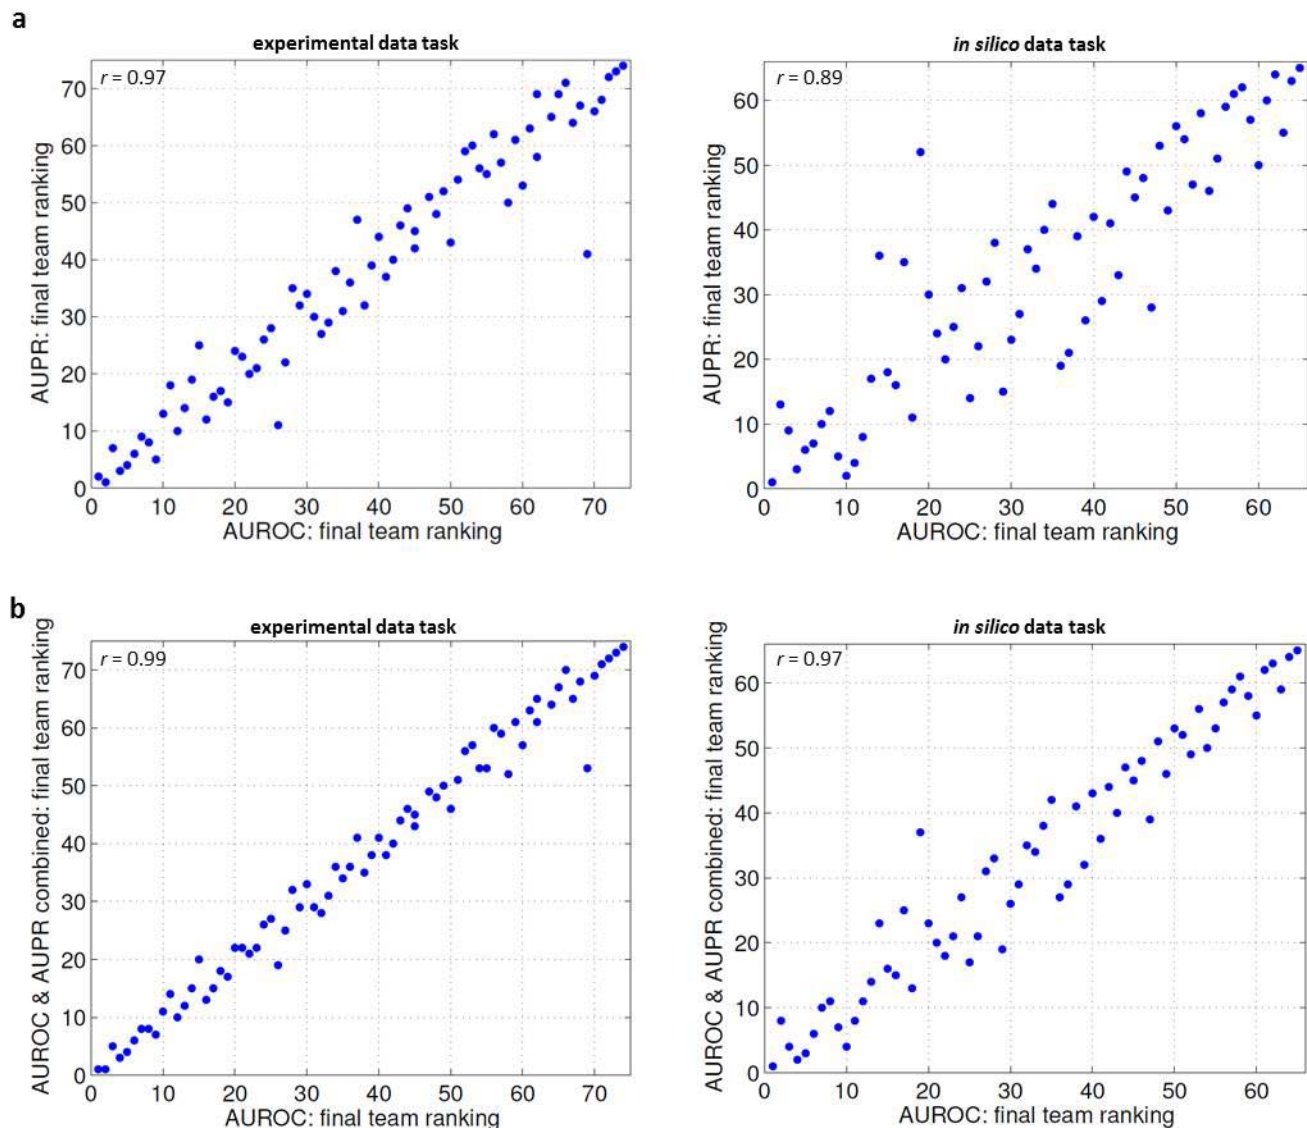 a
experimental data task
r = 0.97
AUPR: final team ranking
70
60
50
40
30
20
10
0
0 10 20 30 40 50 60 70
AUROC: final team ranking
in silico data task
r = 0.89
AUPR: final team ranking
60
50
40
30
20
10
0
0 10 20 30 40 50 60
AUROC: final team ranking
b
experimental data task
r = 0.99
AUROC & AUPR combined: final team ranking
70
60
50
40
30
20
10
0
0 10 20 30 40 50 60 70
AUROC: final team ranking
in silico data task
r = 0.97
AUROC & AUPR combined: final team ranking
60
50
40
30
20
10
0
0 10 20 30 40 50 60
AUROC: final team ranking